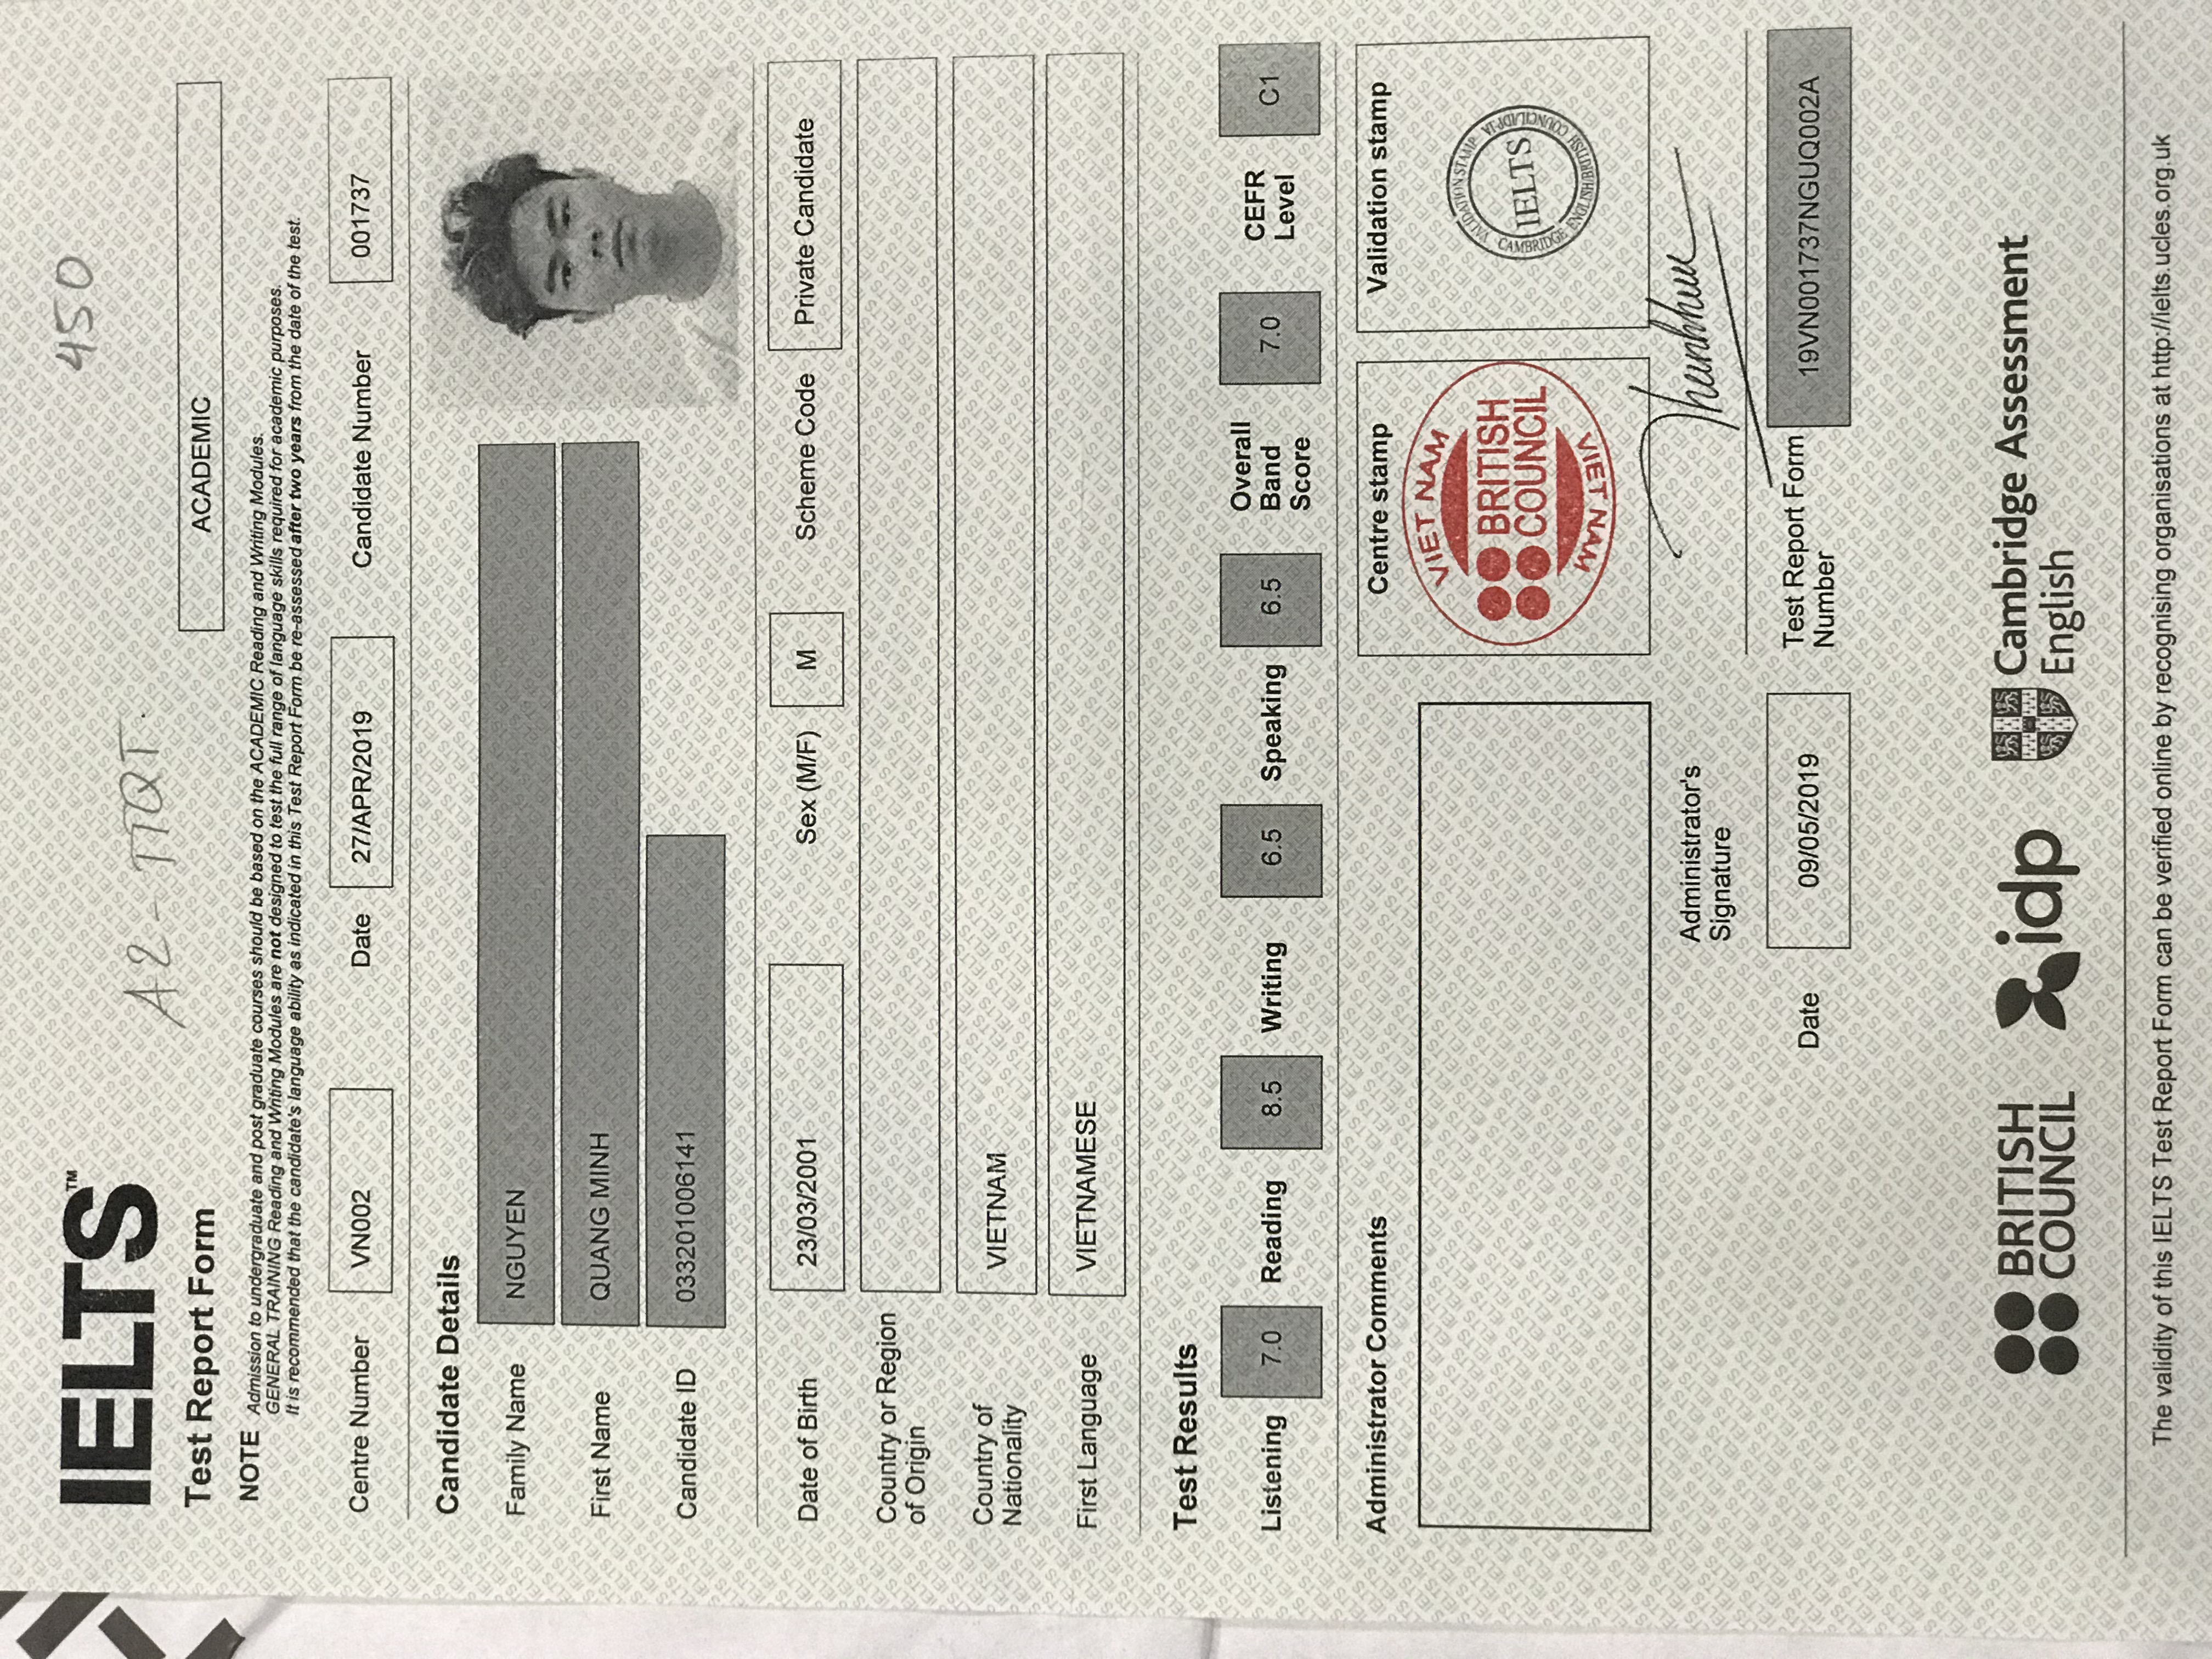 IELTS™
450
A2 - TTQT.
Test Report Form
ACADEMIC
NOTE Admission to undergraduate and post graduate courses should be based on the ACADEMIC Reading and Writing Modules.
GENERAL TRAINING Reading and Writing Modules are not designed to test the full range of language skills required for academic purposes.
It is recommended that the candidate's language ability as indicated in this Test Report Form be re-assessed after two years from the date of the test.
Centre Number VN002 Date 27/APR/2019 Candidate Number 001737
Candidate Details
Family Name NGUYEN
First Name QUANG MINH
Candidate ID 033201006141
Date of Birth 23/03/2001 Sex (M/F) M Scheme Code Private Candidate
Country or Region
of Origin
Country of
Nationality
VIETNAM
First Language VIETNAMESE
Test Results
Listening 7.0 Reading 8.5 Writing 6.5 Speaking 6.5
Overall
Band
Score
7.0
CEFR
Level
C1
Administrator Comments
Centre stamp
VIET NAM
BRITISH
COUNCIL
VIET NAM
Validation stamp
VALIDATION STAMP
IELTS
CAMBRIDGE ENGLISH/BRITISH COUNCIL/IDP:IA
Administrator's
Signature
Date 09/05/2019
Test Report Form
Number
19VN001737NGUQ002A
BRITISH
COUNCIL
idp
Cambridge Assessment
English
The validity of this IELTS Test Report Form can be verified online by recognising organisations at http://ielts.ucles.org.uk